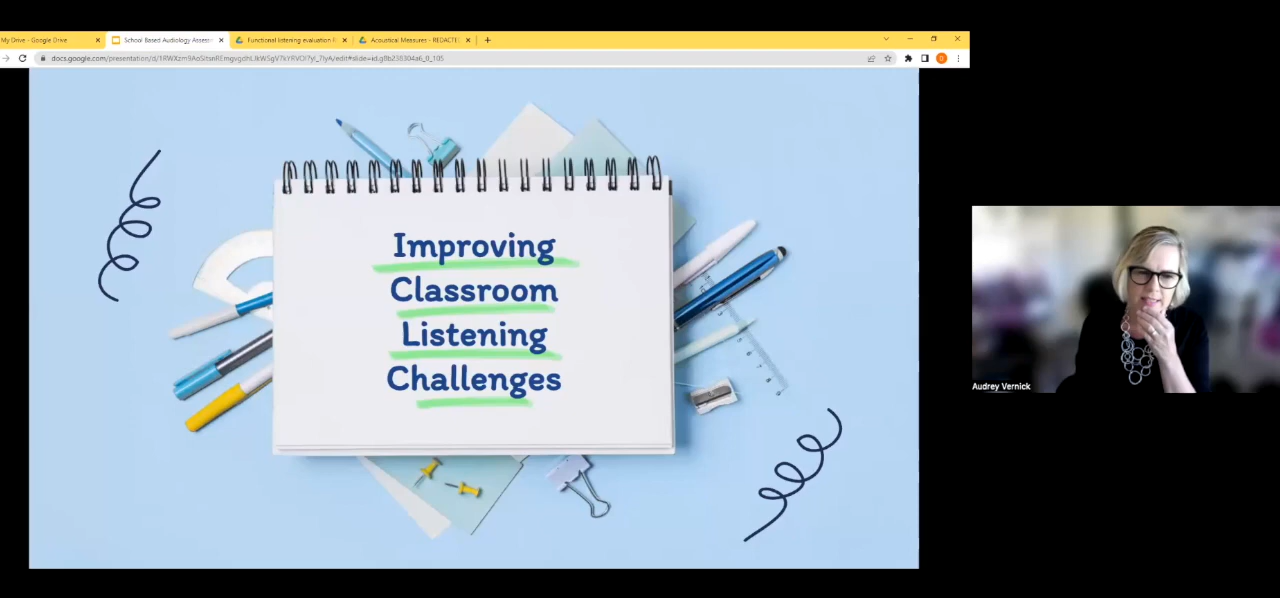 My Drive - Google Drive
School Based Audiology Assess
Functional listening evaluation
Acoustical Measures - REDACTE
Improving
Classroom
Listening
Challenges
Audrey Vernick